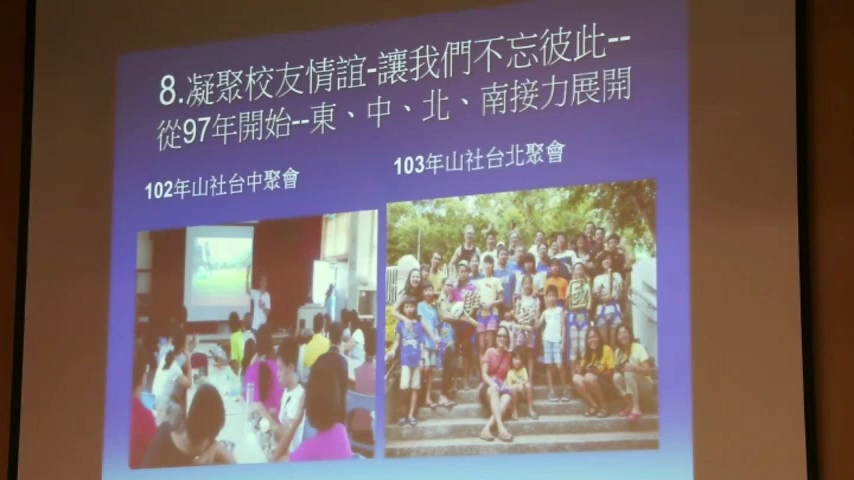 8.凝聚校友情誼-讓我們不忘彼此--
從97年開始--東、中、北、南接力展開
102年山社台中聚會
103年山社台北聚會
雙
國